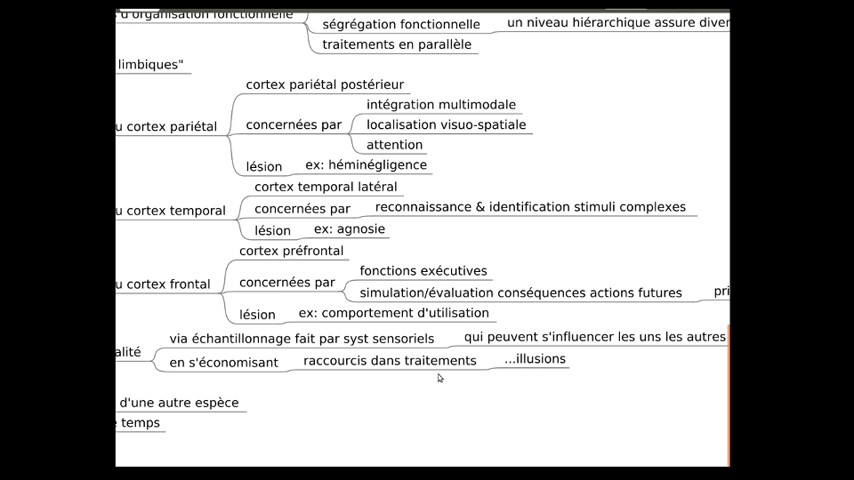 d'organisation fonctionnelle
ségrégation fonctionnelle
un niveau hiérarchique assure
traitements en parallèle
limbiques"
cortex pariétal postérieur
intégration multimodale
cortex pariétal
concernées par
localisation visuo-spatiale
attention
lésion
ex: héminégligence
cortex temporal latéral
cortex temporal
concernées par
reconnaissance & identification stimuli complexes
lésion
ex: agnosie
cortex préfrontal
fonctions exécutives
cortex frontal
concernées par
simulation/évaluation conséquences actions futures
lésion
ex: comportement d'utilisation
via échantillonnage fait par syst sensoriels
qui peuvent s'influencer les uns les autres
en s'économisant
raccourcis dans traitements
...illusions
d'une autre espèce
temps